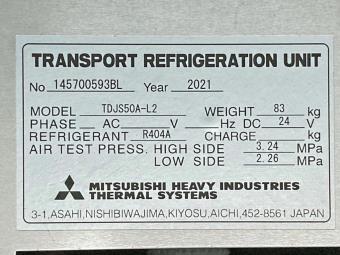 TRANSPORT REFRIGERATION UNIT
No 145700593BL Year 2021
MODEL TDJS50A-L2 WEIGHT 83 kg
PHASE AC V Hz DC 24 V
REFRIGERANT R404A CHARGE kg
AIR TEST PRESS. HIGH SIDE 3.24 MPa
LOW SIDE 2.26 MPa
MITSUBISHI HEAVY INDUSTRIES
THERMAL SYSTEMS
3-1,ASAHI,NISHIBIWAJIMA,KIYOSU,AICHI,452-8561 JAPAN